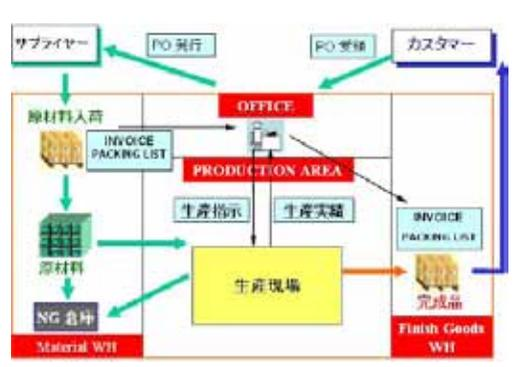 サプライヤー
PO 発行
PO 受領
カスタマー
OFFICE
原材料入荷
INVOICE
PACKING LIST
PRODUCTION AREA
生産指示
生産実績
INVOICE
PACKING LIST
原材料
生産現場
完成品
NG 倉庫
Material WH
Finish Goods
WH